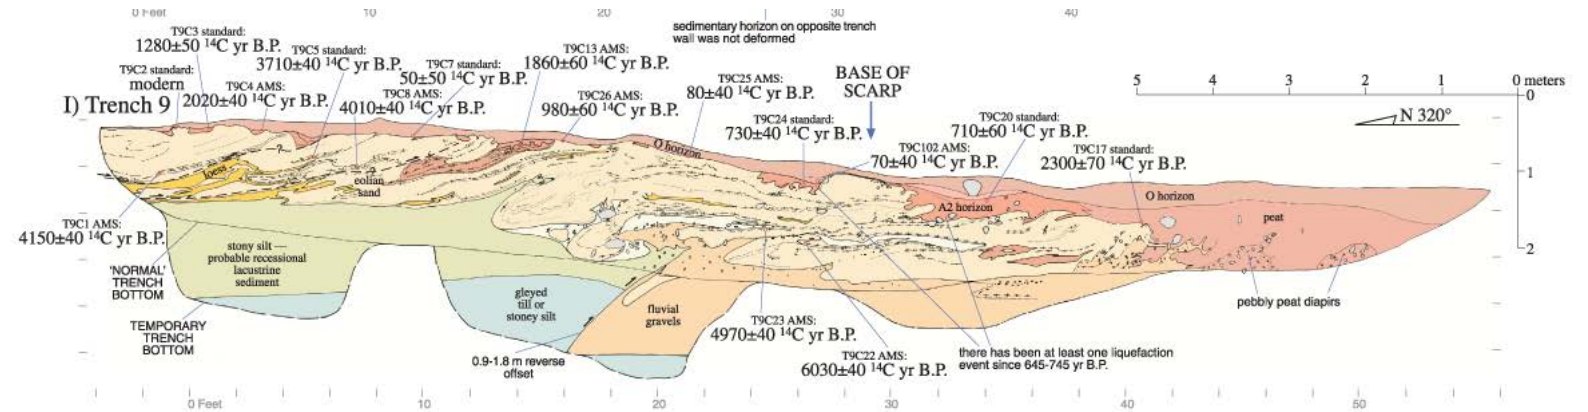 0 Feet 10 20 40
sedimentary horizon on opposite trench
wall was not deformed
T9C3 standard:
1280±50 14C yr B.P.
T9C5 standard:
3710±40 14C yr B.P.
T9C7 standard:
50±50 14C yr B.P.
T9C13 AMS:
1860±60 14C yr B.P.
T9C2 standard:
modern
T9C4 AMS:
2020±40 14C yr B.P.
T9C8 AMS:
4010±40 14C yr B.P.
T9C26 AMS:
980±60 14C yr B.P.
T9C25 AMS:
80±40 14C yr B.P.
BASE OF
SCARP
5 4 3 2 1 0 meters
0
N 320°
I) Trench 9
T9C24 standard:
730±40 14C yr B.P.
T9C20 standard:
710±60 14C yr B.P.
T9C102 AMS:
70±40 14C yr B.P.
T9C17 standard:
2300±70 14C yr B.P.
1
2
–?–
?
O horizon
loess
eolian
sand
A2 horizon
O horizon
peat
T9C1 AMS:
4150±40 14C yr B.P.
stony silt —
probable recessional
lacustrine
sediment
'NORMAL'
TRENCH
BOTTOM
TEMPORARY
TRENCH
BOTTOM
gleyed
till or
stoney silt
fluvial
gravels
0.9-1.8 m reverse
offset
T9C23 AMS:
4970±40 14C yr B.P.
T9C22 AMS:
6030±40 14C yr B.P.
there has been at least one liquefaction
event since 645-745 yr B.P.
pebbly peat diapirs
0 Feet 10 20 30 40 50